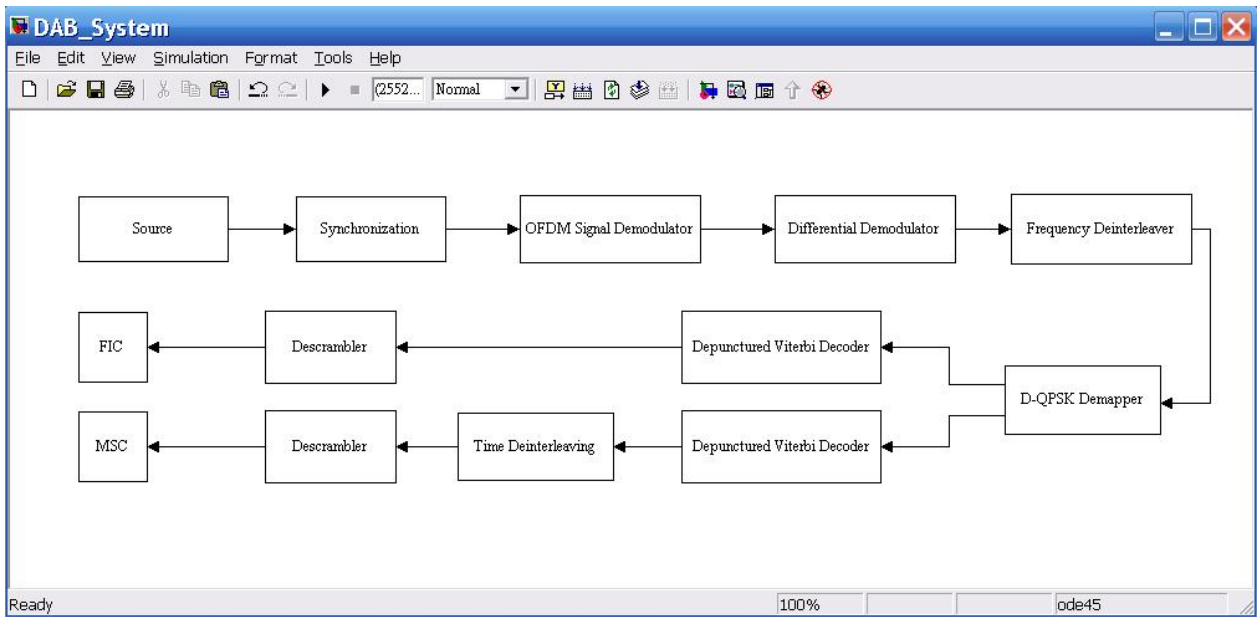 DAB_System
File Edit View Simulation Format Tools Help
(2552... Normal
Source Synchronization OFDM Signal Demodulator Differential Demodulator Frequency Deinterleaver
FIC Descrambler Depunctured Viterbi Decoder
D-QPSK Demapper
MSC Descrambler Time Deinterleaving Depunctured Viterbi Decoder
Ready 100% ode45